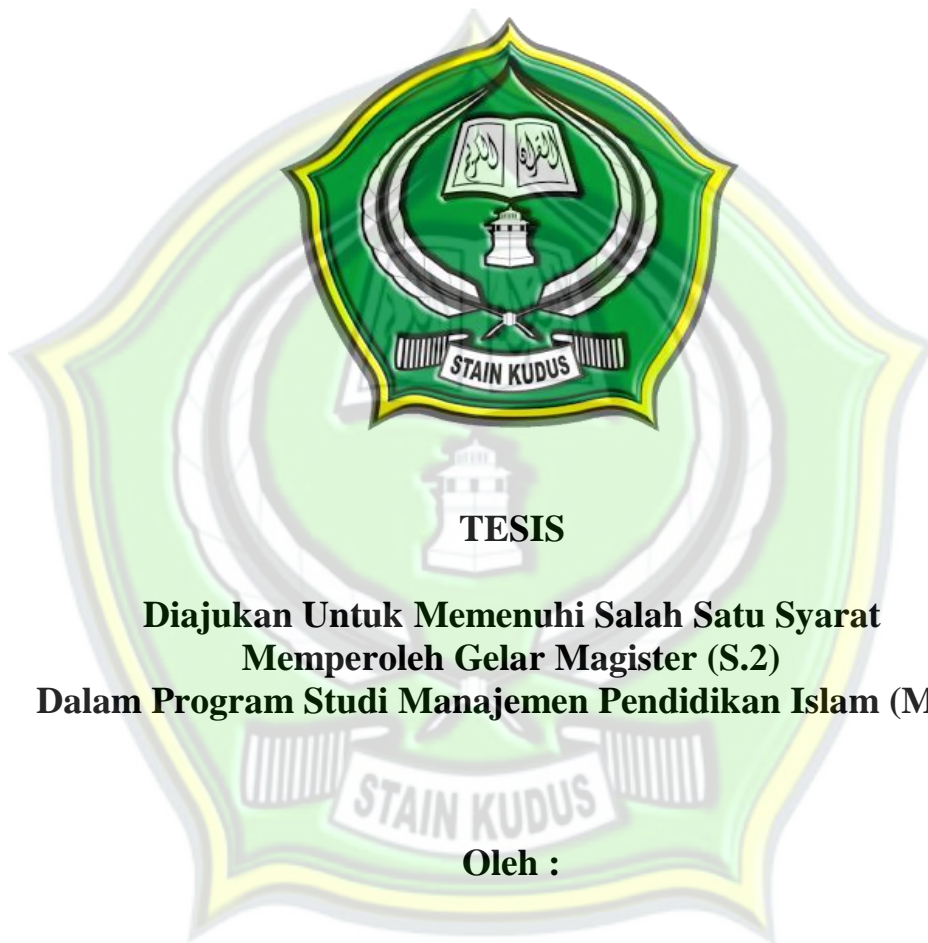 STAIN KUDUS
TESIS
Diajukan Untuk Memenuhi Salah Satu Syarat
Memperoleh Gelar Magister (S.2)
Dalam Program Studi Manajemen Pendidikan Islam (M
STAIN KUDUS
Oleh :